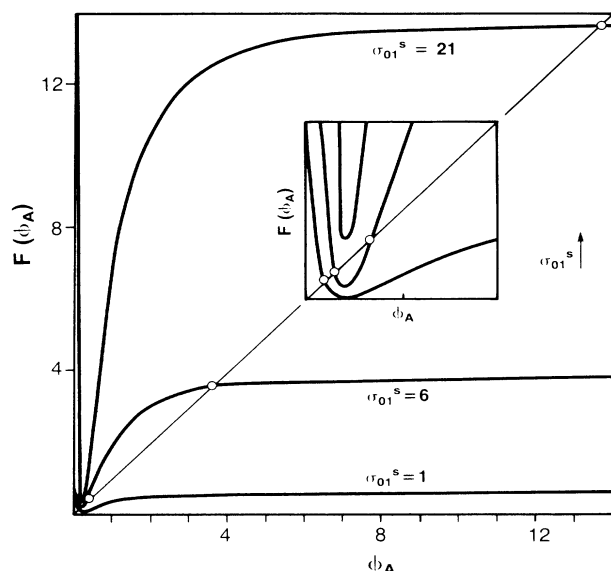 σ₀₁ˢ = 21
12
F (ϕA)
8
F (ϕA)
ϕA
σ₀₁ˢ
4
σ₀₁ˢ = 6
σ₀₁ˢ = 1
4 8 12
ϕA